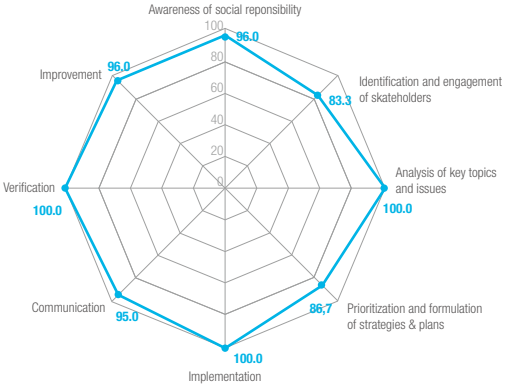 Awareness of social reponsibility
100
96.0
80
60
40
20
0
Identification and engagement
of skateholders
83.3
Analysis of key topics
and issues
100.0
Prioritization and formulation
of strategies & plans
86,7
Implementation
100.0
Communication
95.0
Verification
100.0
Improvement
96.0